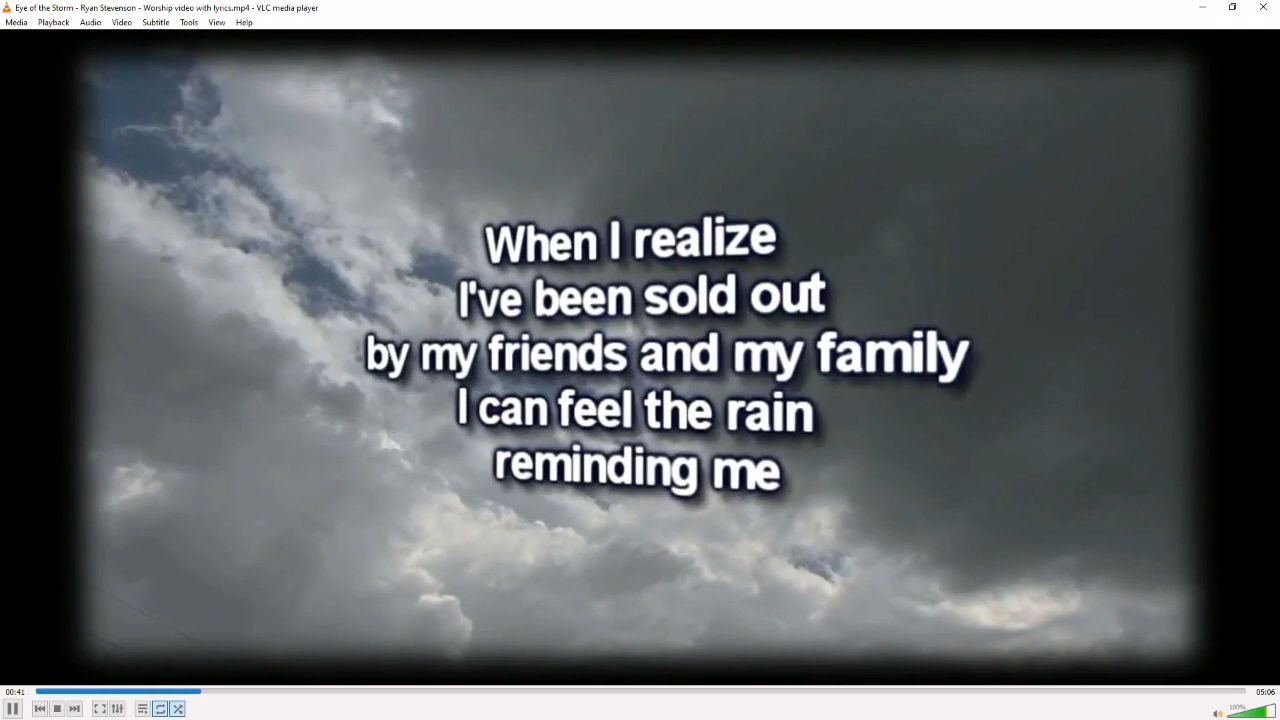 Eye of the Storm - Ryan Stevenson - Worship video with lyrics.mp4 - VLC media player
Media Playback Audio Video Subtitle Tools View Help
When I realize
I've been sold out
by my friends and my family
I can feel the rain
reminding me
00:41 05:06
100%